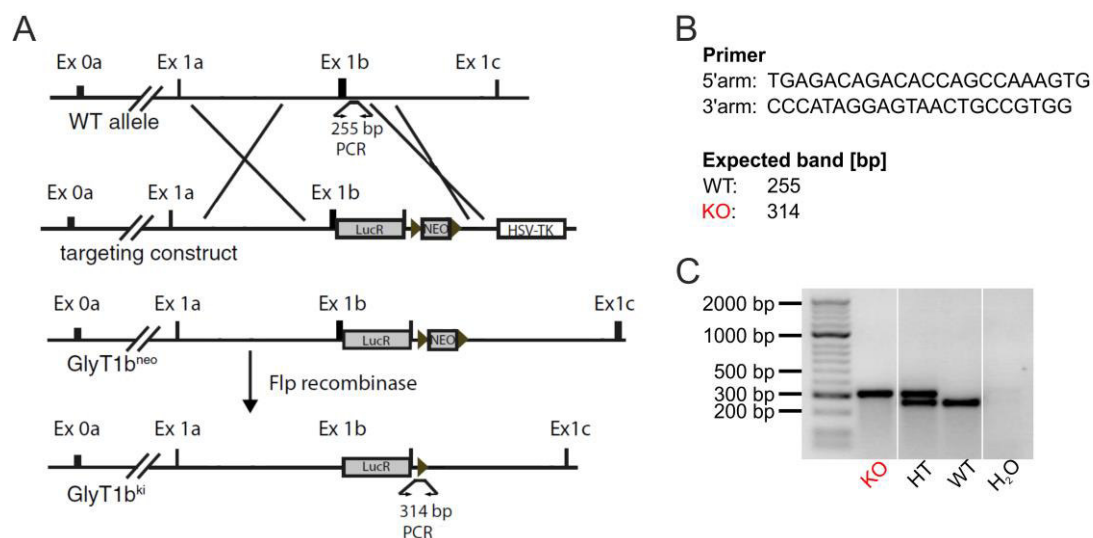 A
Ex 0a Ex 1a Ex 1b Ex 1c
WT allele
255 bp
PCR
Ex 0a Ex 1a Ex 1b
LucR NEO HSV-TK
targeting construct
Ex 0a Ex 1a Ex 1b Ex1c
LucR NEO
GlyT1b^neo
Flp recombinase
Ex 0a Ex 1a Ex 1b Ex1c
LucR
GlyT1b^ki
314 bp
PCR
B
Primer
5'arm: TGAGACAGACACCAGCCAAAGTG
3'arm: CCCATAGGAGTAACTGCCGTGG
Expected band [bp]
WT: 255
KO: 314
C
2000 bp
1000 bp
500 bp
300 bp
200 bp
KO HT WT H₂O